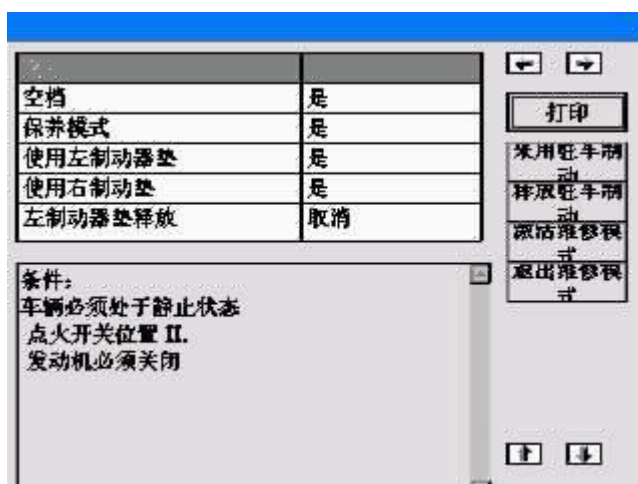 空档 是
保养模式 是
使用左制动器垫 是
使用右制动垫 是
左制动器垫释放 取消
打印
采用驻车制
动
释放驻车制
动
激活维修模
式
退出维修模
式
条件：
车辆必须处于静止状态
点火开关位置 II.
发动机必须关闭